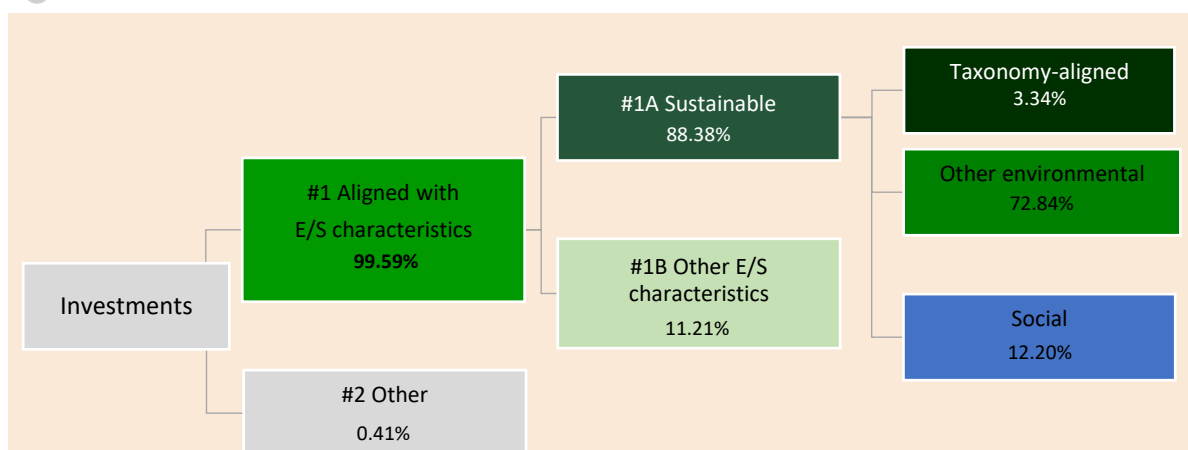 Investments
#1 Aligned with
E/S characteristics
99.59%
#2 Other
0.41%
#1A Sustainable
88.38%
#1B Other E/S
characteristics
11.21%
Taxonomy-aligned
3.34%
Other environmental
72.84%
Social
12.20%